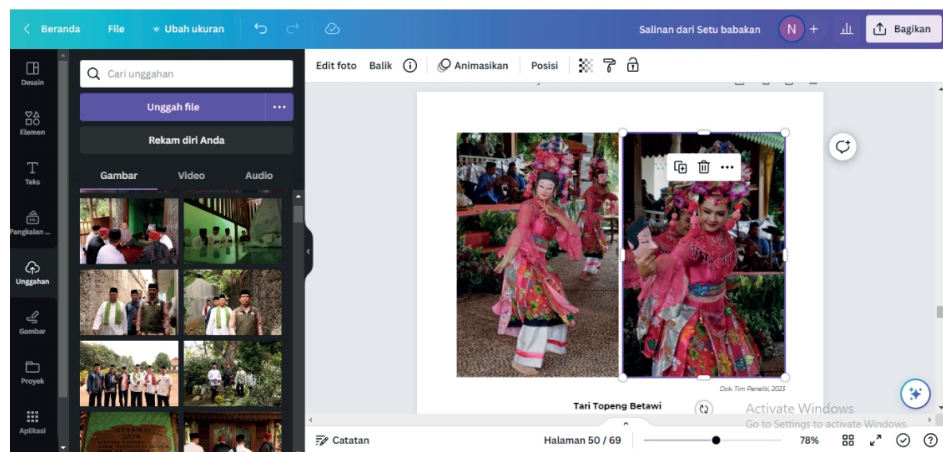 Beranda File Ubah ukuran Salinan dari Setu babakan N + Bagikan
Desain
Elemen
Teks
Pangkalan ...
Unggahan
Gambar
Proyek
Aplikasi
Cari unggahan
Unggah file
Rekam diri Anda
Gambar Video Audio
Edit foto Balik Animasikan Posisi
Dok. Tim Peneliti, 2023
Tari Topeng Betawi
Activate Windows
Go to Settings to activate Windows.
Catatan Halaman 50 / 69 78%